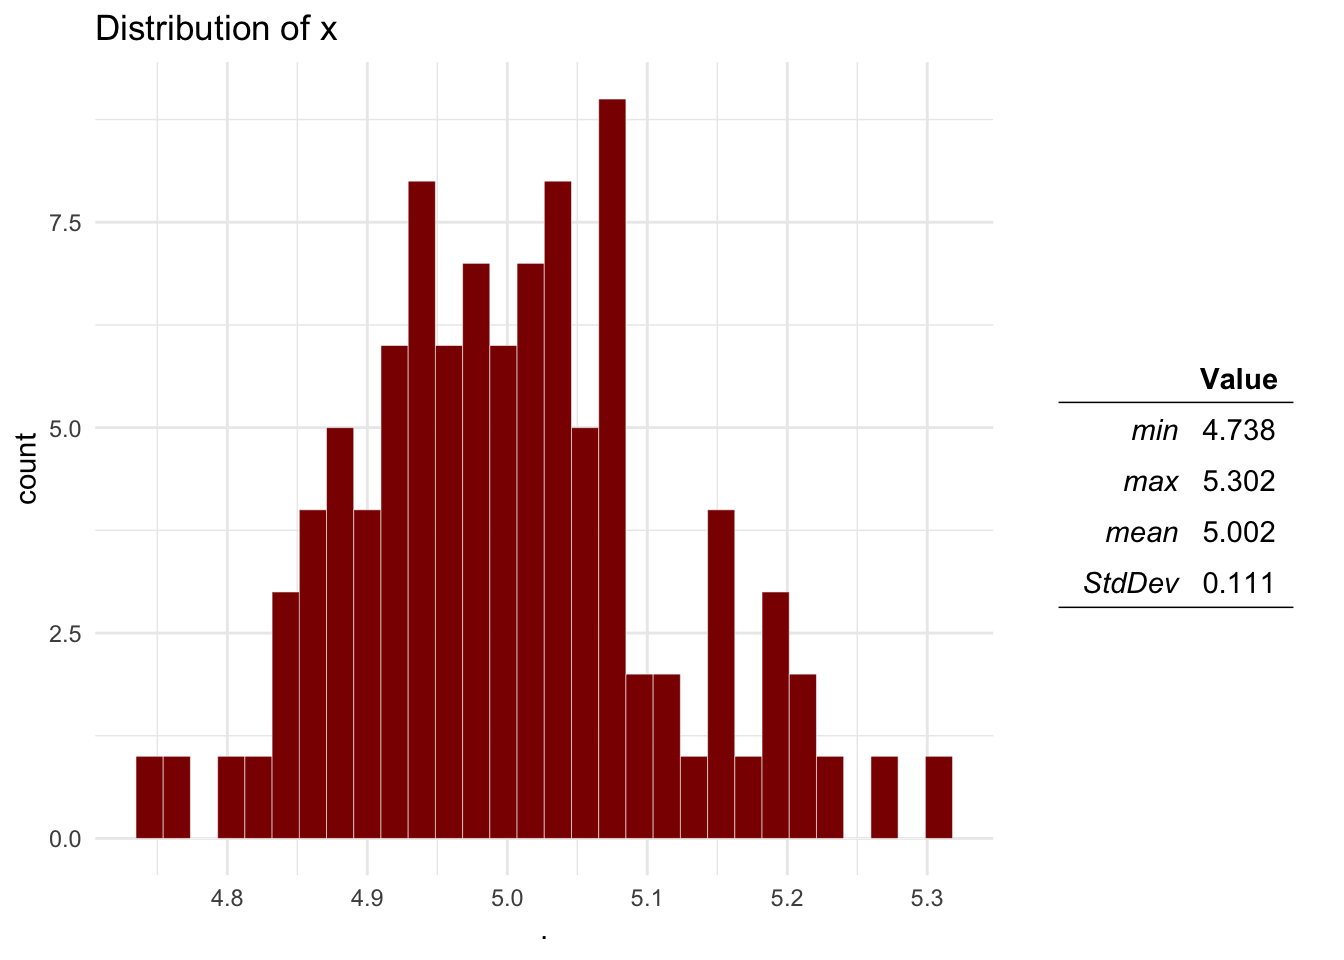 Distribution of x
count
7.5
5.0
2.5
0.0
4.8 4.9 5.0 5.1 5.2 5.3
.
Value
min 4.738
max 5.302
mean 5.002
StdDev 0.111